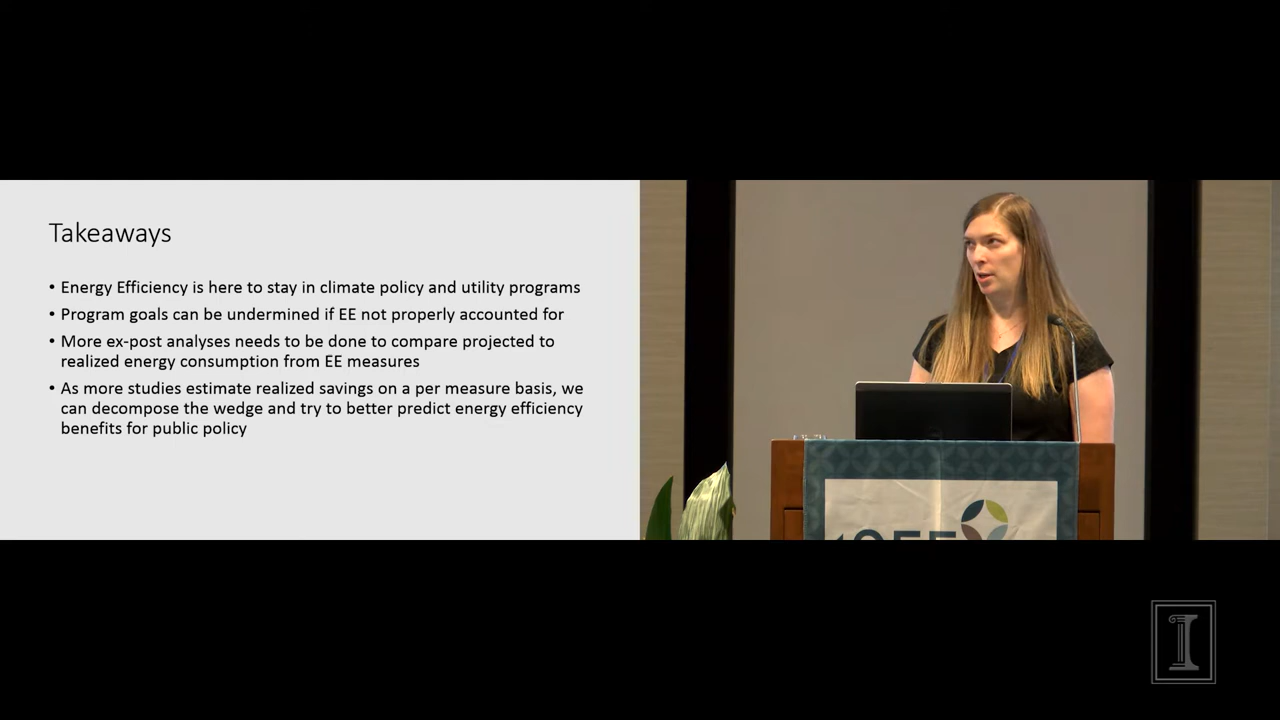 Takeaways
• Energy Efficiency is here to stay in climate policy and utility programs
• Program goals can be undermined if EE not properly accounted for
• More ex-post analyses needs to be done to compare projected to
realized energy consumption from EE measures
• As more studies estimate realized savings on a per measure basis, we
can decompose the wedge and try to better predict energy efficiency
benefits for public policy
I